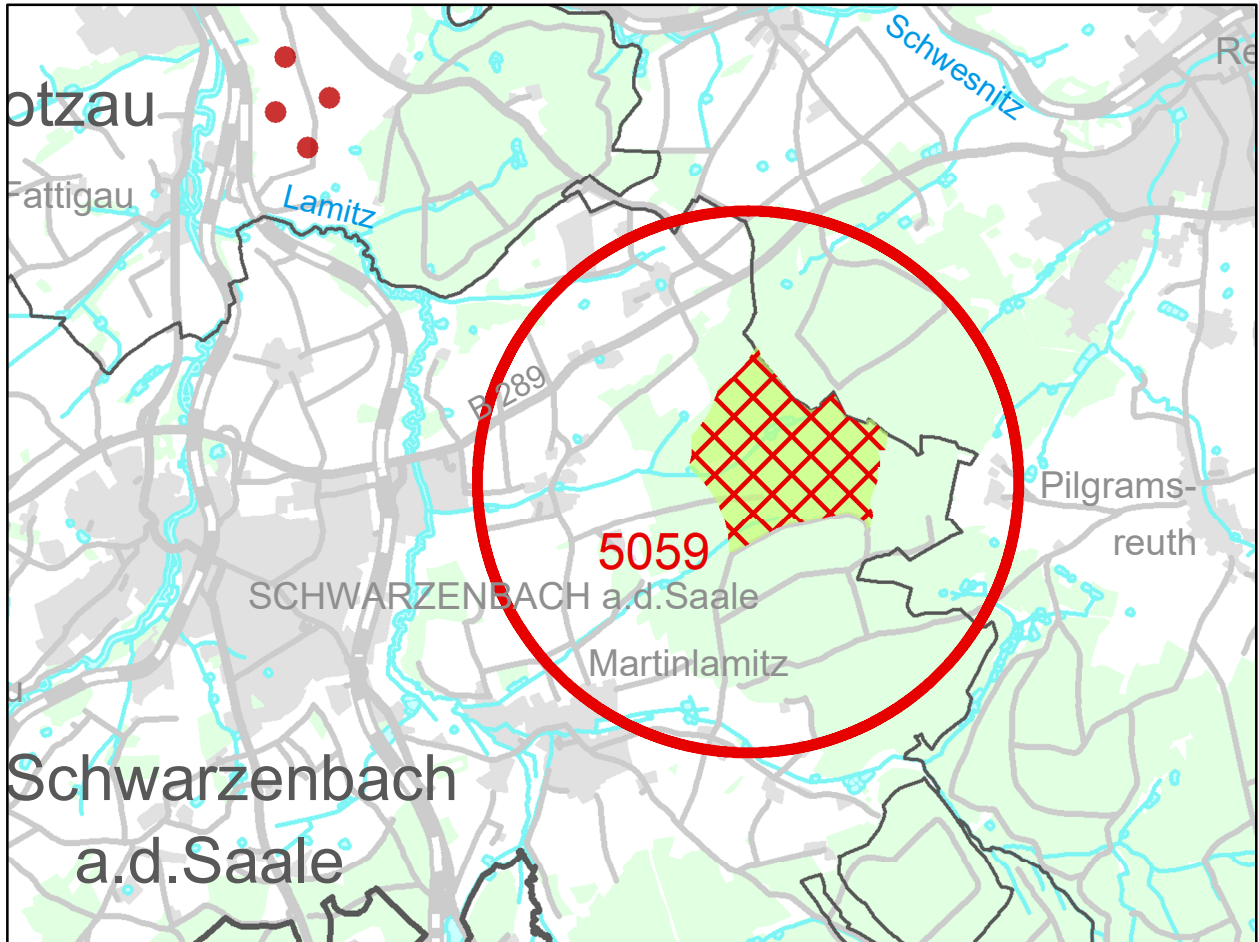 Schwesnitz
Re
otzau
Fattigau
Lamitz
B 289
Pilgrams-
reuth
5059
SCHWARZENBACH a.d.Saale
Martinlamitz
u
Schwarzenbach
a.d.Saale